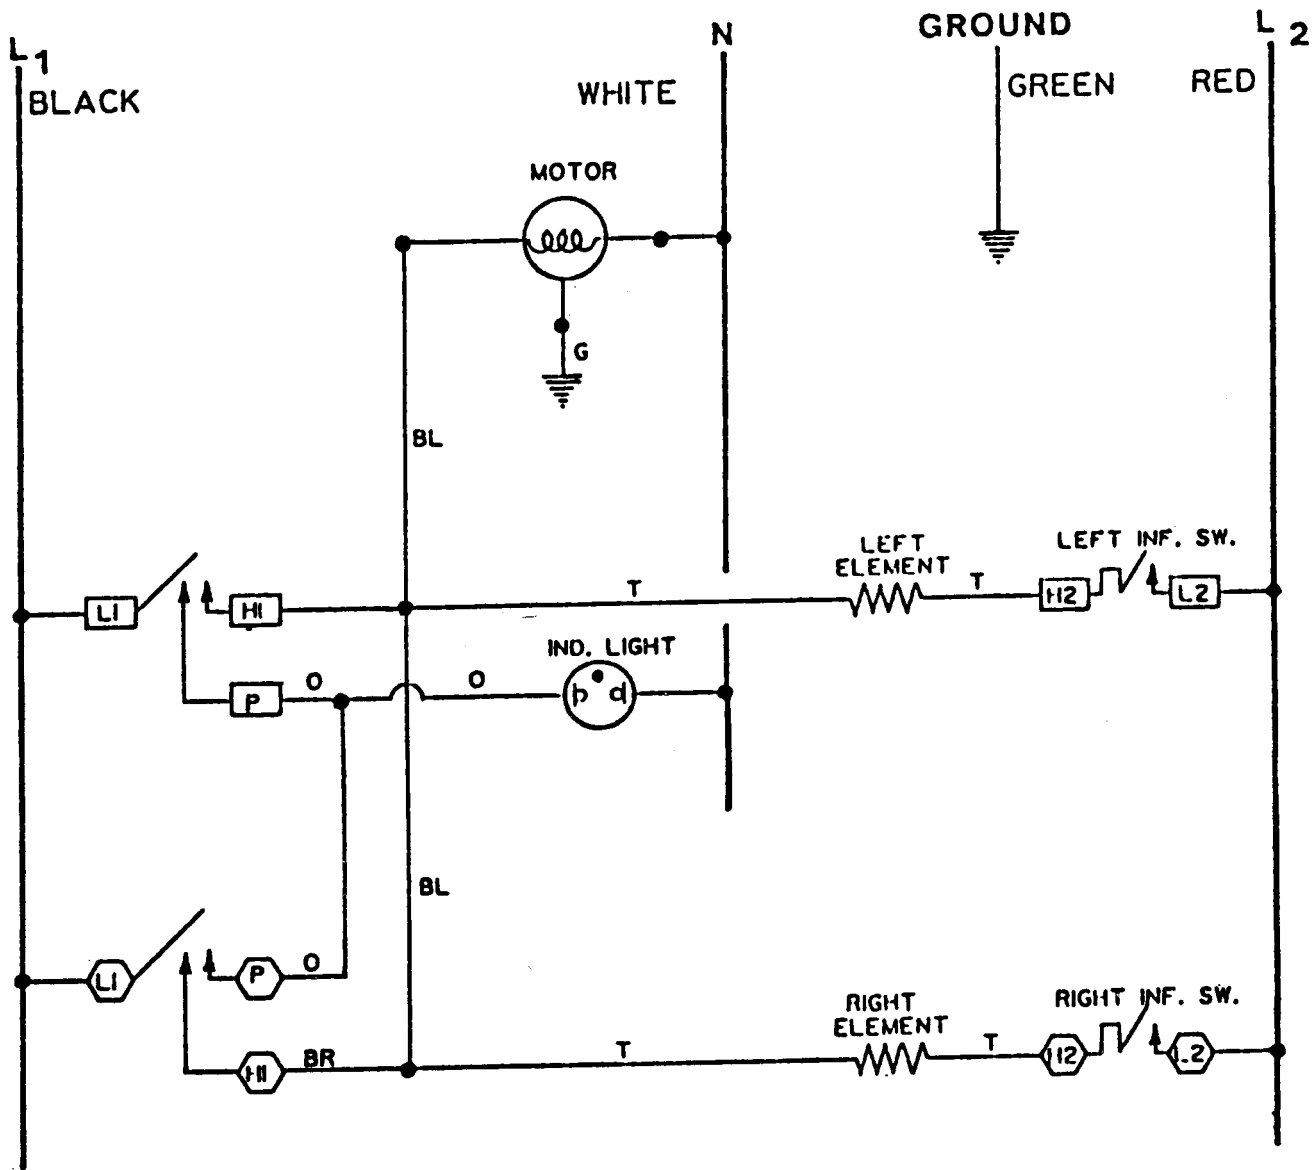 L1
BLACK
WHITE
N
GROUND
GREEN
RED
L2
MOTOR
G
BL
LEFT
ELEMENT
LEFT INF. SW.
L1
H1
T
T
H2
L2
IND. LIGHT
P
O
O
BL
L1
P
O
RIGHT
ELEMENT
RIGHT INF. SW.
H1
BR
T
T
H2
L2